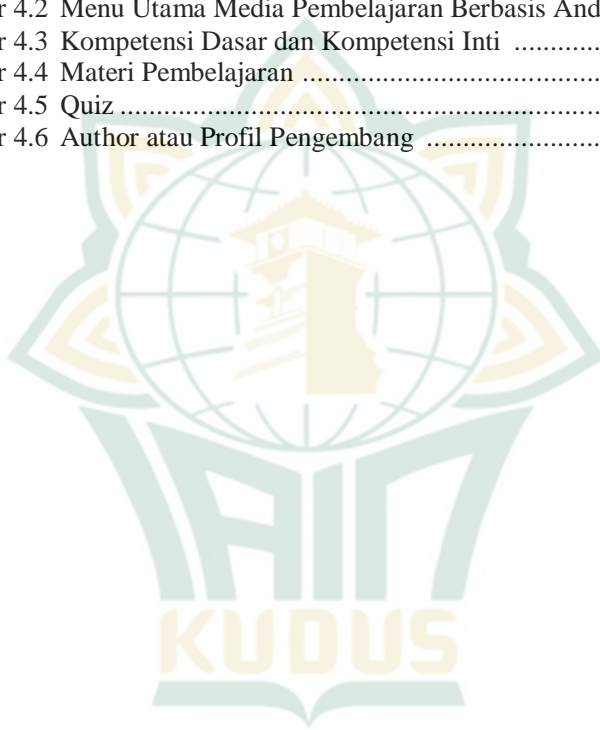 r 4.2 Menu Utama Media Pembelajaran Berbasis And
r 4.3 Kompetensi Dasar dan Kompetensi Inti ............
r 4.4 Materi Pembelajaran .........................................
r 4.5 Quiz ..................................................................
r 4.6 Author atau Profil Pengembang ........................
IAIN
KUDUS